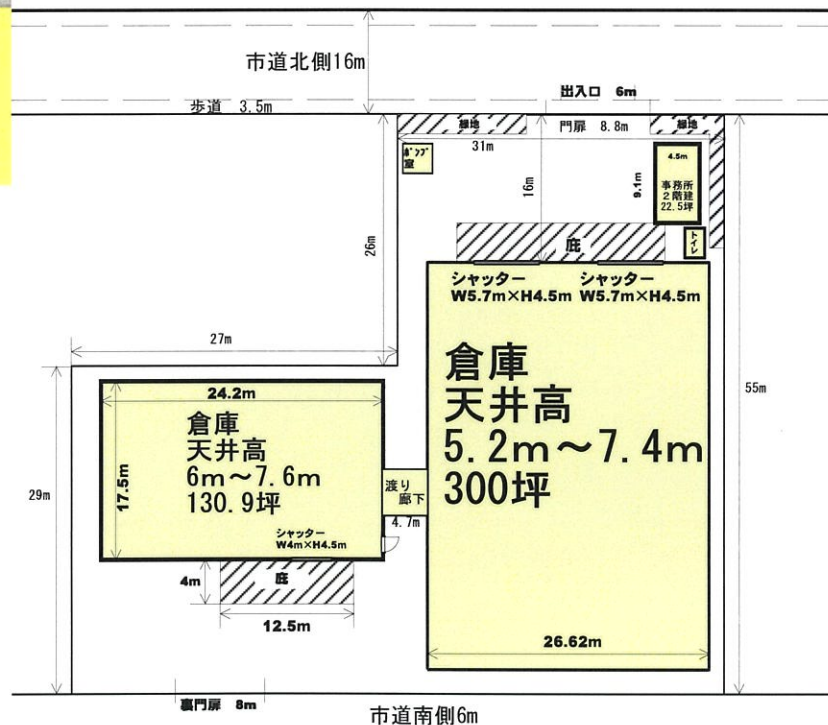 市道北側16m
出入口 6m
歩道 3.5m
緑地
門扉 8.8m
緑地
31m
ポンプ
室
16m
4.5m
9.1m
事務所
2階建
22.5坪
トイレ
26m
庇
シャッター
W5.7m×H4.5m
シャッター
W5.7m×H4.5m
27m
倉庫
天井高
5.2m～7.4m
300坪
55m
24.2m
倉庫
天井高
6m～7.6m
130.9坪
17.5m
29m
渡り
廊下
4.7m
シャッター
W4m×H4.5m
4m
庇
12.5m
26.62m
裏門扉 8m
市道南側6m